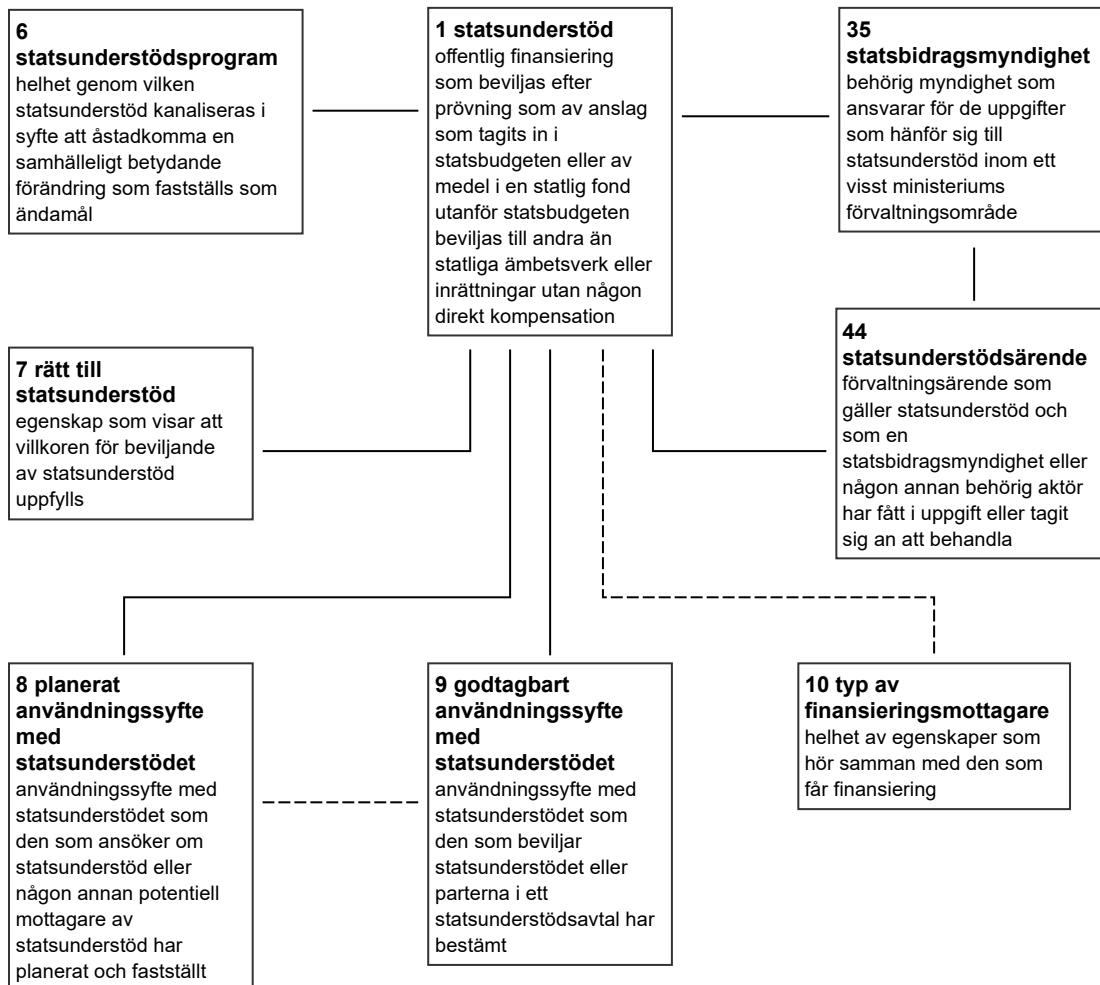 6
statsunderstödsprogram
helhet genom vilken
statsunderstöd kanaliseras i
syfte att åstadkomma en
samhälleligt betydande
förändring som fastställs som
ändamål
1 statsunderstöd
offentlig finansiering
som beviljas efter
prövning som av anslag
som tagits in i
statsbudgeten eller av
medel i en statlig fond
utanför statsbudgeten
beviljas till andra än
statliga ämbetsverk eller
inrättningar utan någon
direkt kompensation
35
statsbidragsmyndighet
behörig myndighet som
ansvarar för de uppgifter
som hänför sig till
statsunderstöd inom ett
visst ministeriums
förvaltningsområde
7 rätt till
statsunderstöd
egenskap som visar att
villkoren för beviljande
av statsunderstöd
uppfylls
44
statsunderstödsärende
förvaltningsärende som
gäller statsunderstöd och
som en
statsbidragsmyndighet eller
någon annan behörig aktör
har fått i uppgift eller tagit
sig an att behandla
8 planerat
användningssyfte
med
statsunderstödet
användningssyfte med
statsunderstödet som
den som ansöker om
statsunderstöd eller
någon annan potentiell
mottagare av
statsunderstöd har
planerat och fastställt
9 godtagbart
användningssyfte
med
statsunderstödet
användningssyfte med
statsunderstödet som
den som beviljar
statsunderstödet eller
parterna i ett
statsunderstödsavtal har
bestämt
10 typ av
finansieringsmottagare
helhet av egenskaper som
hör samman med den som
får finansiering